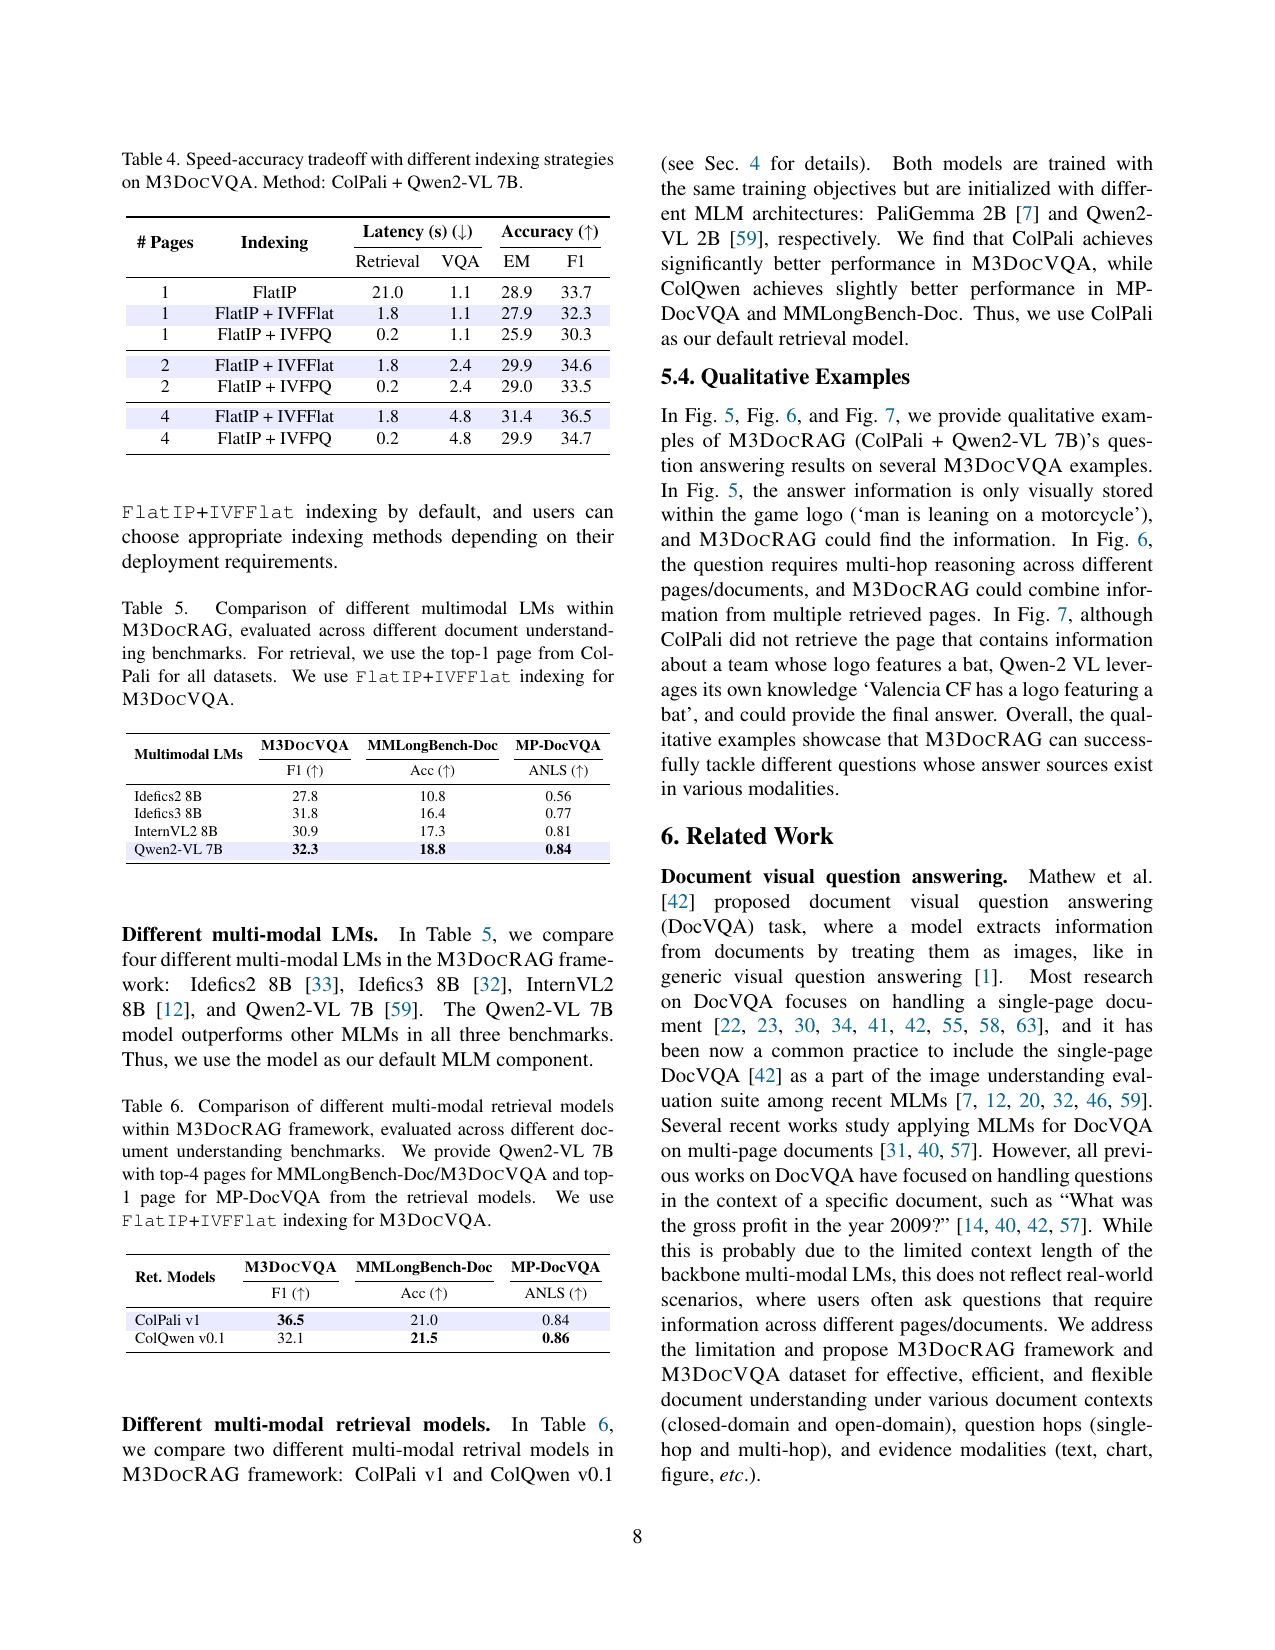 Table 4. Speed-accuracy tradeoff with different indexing strategies
on M3DOCVQA. Method: ColPali + Qwen2-VL 7B.
# Pages Indexing Latency (s) (↓) Accuracy (↑)
Retrieval VQA EM F1
1 FlatIP 21.0 1.1 28.9 33.7
1 FlatIP + IVFFlat 1.8 1.1 27.9 32.3
1 FlatIP + IVFPQ 0.2 1.1 25.9 30.3
2 FlatIP + IVFFlat 1.8 2.4 29.9 34.6
2 FlatIP + IVFPQ 0.2 2.4 29.0 33.5
4 FlatIP + IVFFlat 1.8 4.8 31.4 36.5
4 FlatIP + IVFPQ 0.2 4.8 29.9 34.7
FlatIP+IVFFlat indexing by default, and users can
choose appropriate indexing methods depending on their
deployment requirements.
Table 5. Comparison of different multimodal LMs within
M3DOCRAG, evaluated across different document understand-
ing benchmarks. For retrieval, we use the top-1 page from Col-
Pali for all datasets. We use FlatIP+IVFFlat indexing for
M3DOCVQA.
Multimodal LMs M3DOCVQA MMLongBench-Doc MP-DocVQA
F1 (↑) Acc (↑) ANLS (↑)
Idefics2 8B 27.8 10.8 0.56
Idefics3 8B 31.8 16.4 0.77
InternVL2 8B 30.9 17.3 0.81
Qwen2-VL 7B 32.3 18.8 0.84
Different multi-modal LMs. In Table 5, we compare
four different multi-modal LMs in the M3DOCRAG frame-
work: Idefics2 8B [33], Idefics3 8B [32], InternVL2
8B [12], and Qwen2-VL 7B [59]. The Qwen2-VL 7B
model outperforms other MLMs in all three benchmarks.
Thus, we use the model as our default MLM component.
Table 6. Comparison of different multi-modal retrieval models
within M3DOCRAG framework, evaluated across different doc-
ument understanding benchmarks. We provide Qwen2-VL 7B
with top-4 pages for MMLongBench-Doc/M3DOCVQA and top-
1 page for MP-DocVQA from the retrieval models. We use
FlatIP+IVFFlat indexing for M3DOCVQA.
Ret. Models M3DOCVQA MMLongBench-Doc MP-DocVQA
F1 (↑) Acc (↑) ANLS (↑)
ColPali v1 36.5 21.0 0.84
ColQwen v0.1 32.1 21.5 0.86
Different multi-modal retrieval models. In Table 6,
we compare two different multi-modal retrival models in
M3DOCRAG framework: ColPali v1 and ColQwen v0.1
(see Sec. 4 for details). Both models are trained with
the same training objectives but are initialized with differ-
ent MLM architectures: PaliGemma 2B [7] and Qwen2-
VL 2B [59], respectively. We find that ColPali achieves
significantly better performance in M3DOCVQA, while
ColQwen achieves slightly better performance in MP-
DocVQA and MMLongBench-Doc. Thus, we use ColPali
as our default retrieval model.
5.4. Qualitative Examples
In Fig. 5, Fig. 6, and Fig. 7, we provide qualitative exam-
ples of M3DOCRAG (ColPali + Qwen2-VL 7B)'s ques-
tion answering results on several M3DOCVQA examples.
In Fig. 5, the answer information is only visually stored
within the game logo (‘man is leaning on a motorcycle’),
and M3DOCRAG could find the information. In Fig. 6,
the question requires multi-hop reasoning across different
pages/documents, and M3DOCRAG could combine infor-
mation from multiple retrieved pages. In Fig. 7, although
ColPali did not retrieve the page that contains information
about a team whose logo features a bat, Qwen-2 VL lever-
ages its own knowledge ‘Valencia CF has a logo featuring a
bat’, and could provide the final answer. Overall, the qual-
itative examples showcase that M3DOCRAG can success-
fully tackle different questions whose answer sources exist
in various modalities.
6. Related Work
Document visual question answering. Mathew et al.
[42] proposed document visual question answering
(DocVQA) task, where a model extracts information
from documents by treating them as images, like in
generic visual question answering [1]. Most research
on DocVQA focuses on handling a single-page docu-
ment [22, 23, 30, 34, 41, 42, 55, 58, 63], and it has
been now a common practice to include the single-page
DocVQA [42] as a part of the image understanding eval-
uation suite among recent MLMs [7, 12, 20, 32, 46, 59].
Several recent works study applying MLMs for DocVQA
on multi-page documents [31, 40, 57]. However, all previ-
ous works on DocVQA have focused on handling questions
in the context of a specific document, such as “What was
the gross profit in the year 2009?” [14, 40, 42, 57]. While
this is probably due to the limited context length of the
backbone multi-modal LMs, this does not reflect real-world
scenarios, where users often ask questions that require
information across different pages/documents. We address
the limitation and propose M3DOCRAG framework and
M3DOCVQA dataset for effective, efficient, and flexible
document understanding under various document contexts
(closed-domain and open-domain), question hops (single-
hop and multi-hop), and evidence modalities (text, chart,
figure, etc.).
8